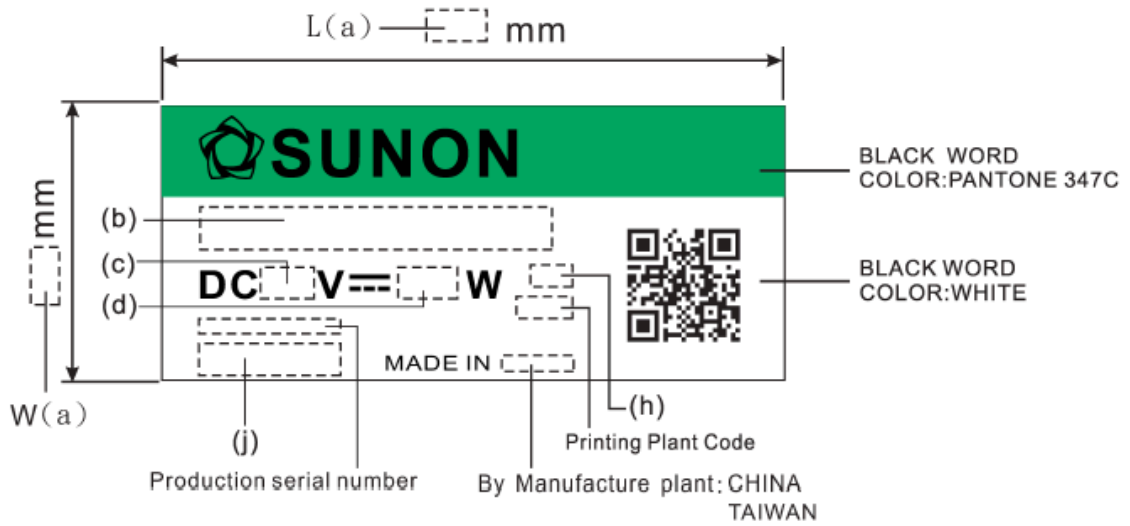 L(a) mm
mm
SUNON
BLACK WORD
COLOR:PANTONE 347C
(b)
(c)
DC V W
(d)
BLACK WORD
COLOR:WHITE
MADE IN
W(a)
(j)
(h)
Printing Plant Code
Production serial number
By Manufacture plant: CHINA
TAIWAN